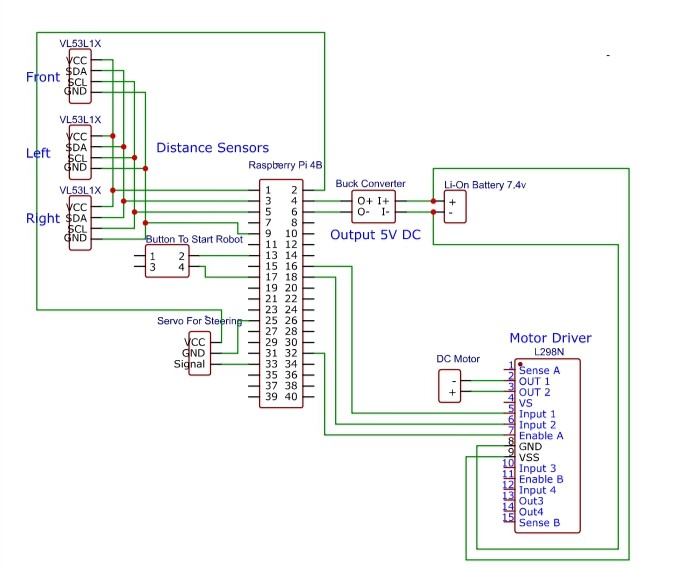 VL53L1X
VCC
SDA
SCL
GND
Front
VL53L1X
VCC
SDA
SCL
GND
Left
Distance Sensors
VL53L1X
VCC
SDA
SCL
GND
Right
Raspberry Pi 4B
1 2
3 4
5 6
7 8
9 10
11 12
13 14
15 16
17 18
19 20
21 22
23 24
25 26
27 28
29 30
31 32
33 34
35 36
37 38
39 40
Buck Converter
O+ I+
O- I-
Output 5V DC
Li-On Battery 7.4v
+
-
Button To Start Robot
1 2
3 4
Servo For Steering
VCC
GND
Signal
Motor Driver
L298N
DC Motor
-
+
1 Sense A
2 OUT 1
3 OUT 2
4 VS
5 Input 1
6 Input 2
7 Enable A
8 GND
9 VSS
10 Input 3
11 Enable B
12 Input 4
13 Out3
14 Out4
15 Sense B